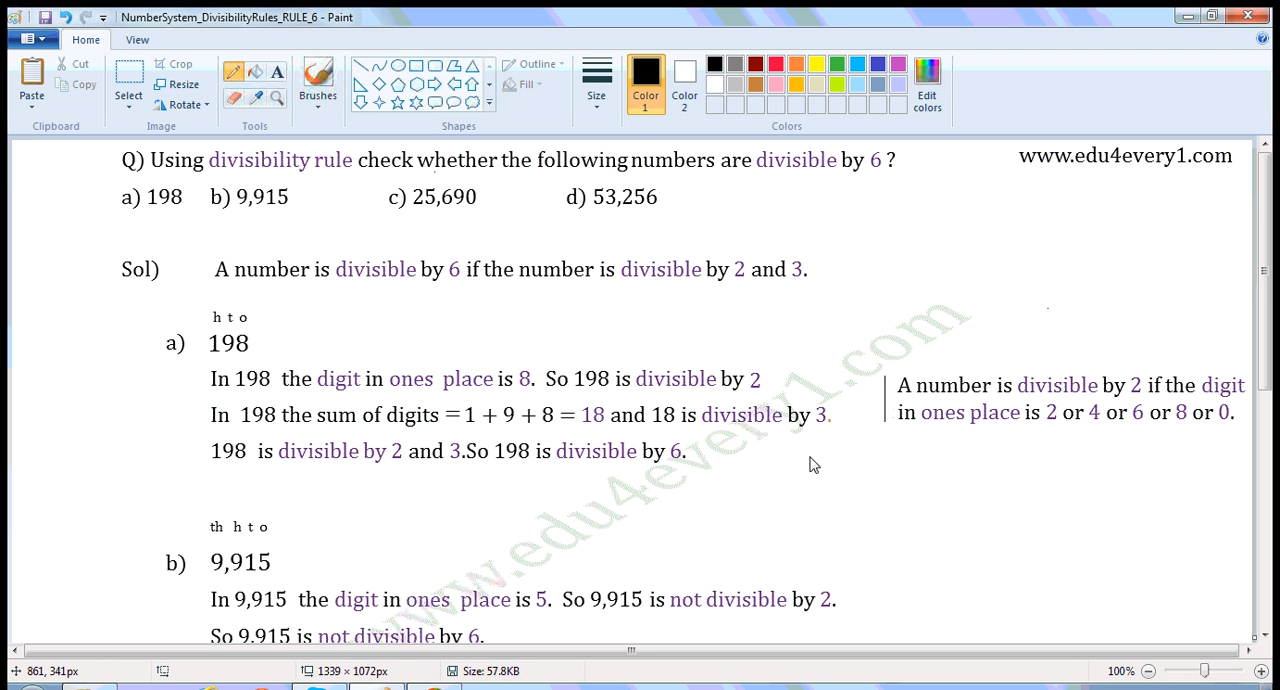 NumberSystem_DivisibilityRules_RULE_6 - Paint
Home View
Paste Cut Copy Select Crop Resize Rotate Brushes Outline Fill Size Color 1 Color 2 Edit colors
Clipboard Image Tools Shapes Colors
Q) Using divisibility rule check whether the following numbers are divisible by 6 ? www.edu4every1.com
a) 198 b) 9,915 c) 25,690 d) 53,256
Sol) A number is divisible by 6 if the number is divisible by 2 and 3.
h t o
a) 198
In 198 the digit in ones place is 8. So 198 is divisible by 2
In 198 the sum of digits = 1 + 9 + 8 = 18 and 18 is divisible by 3.
198 is divisible by 2 and 3.So 198 is divisible by 6.
A number is divisible by 2 if the digit
in ones place is 2 or 4 or 6 or 8 or 0.
th h t o
b) 9,915
In 9,915 the digit in ones place is 5. So 9,915 is not divisible by 2.
So 9,915 is not divisible by 6.
www.edu4every1.com
861, 341px 1339 × 1072px Size: 57.8KB 100%